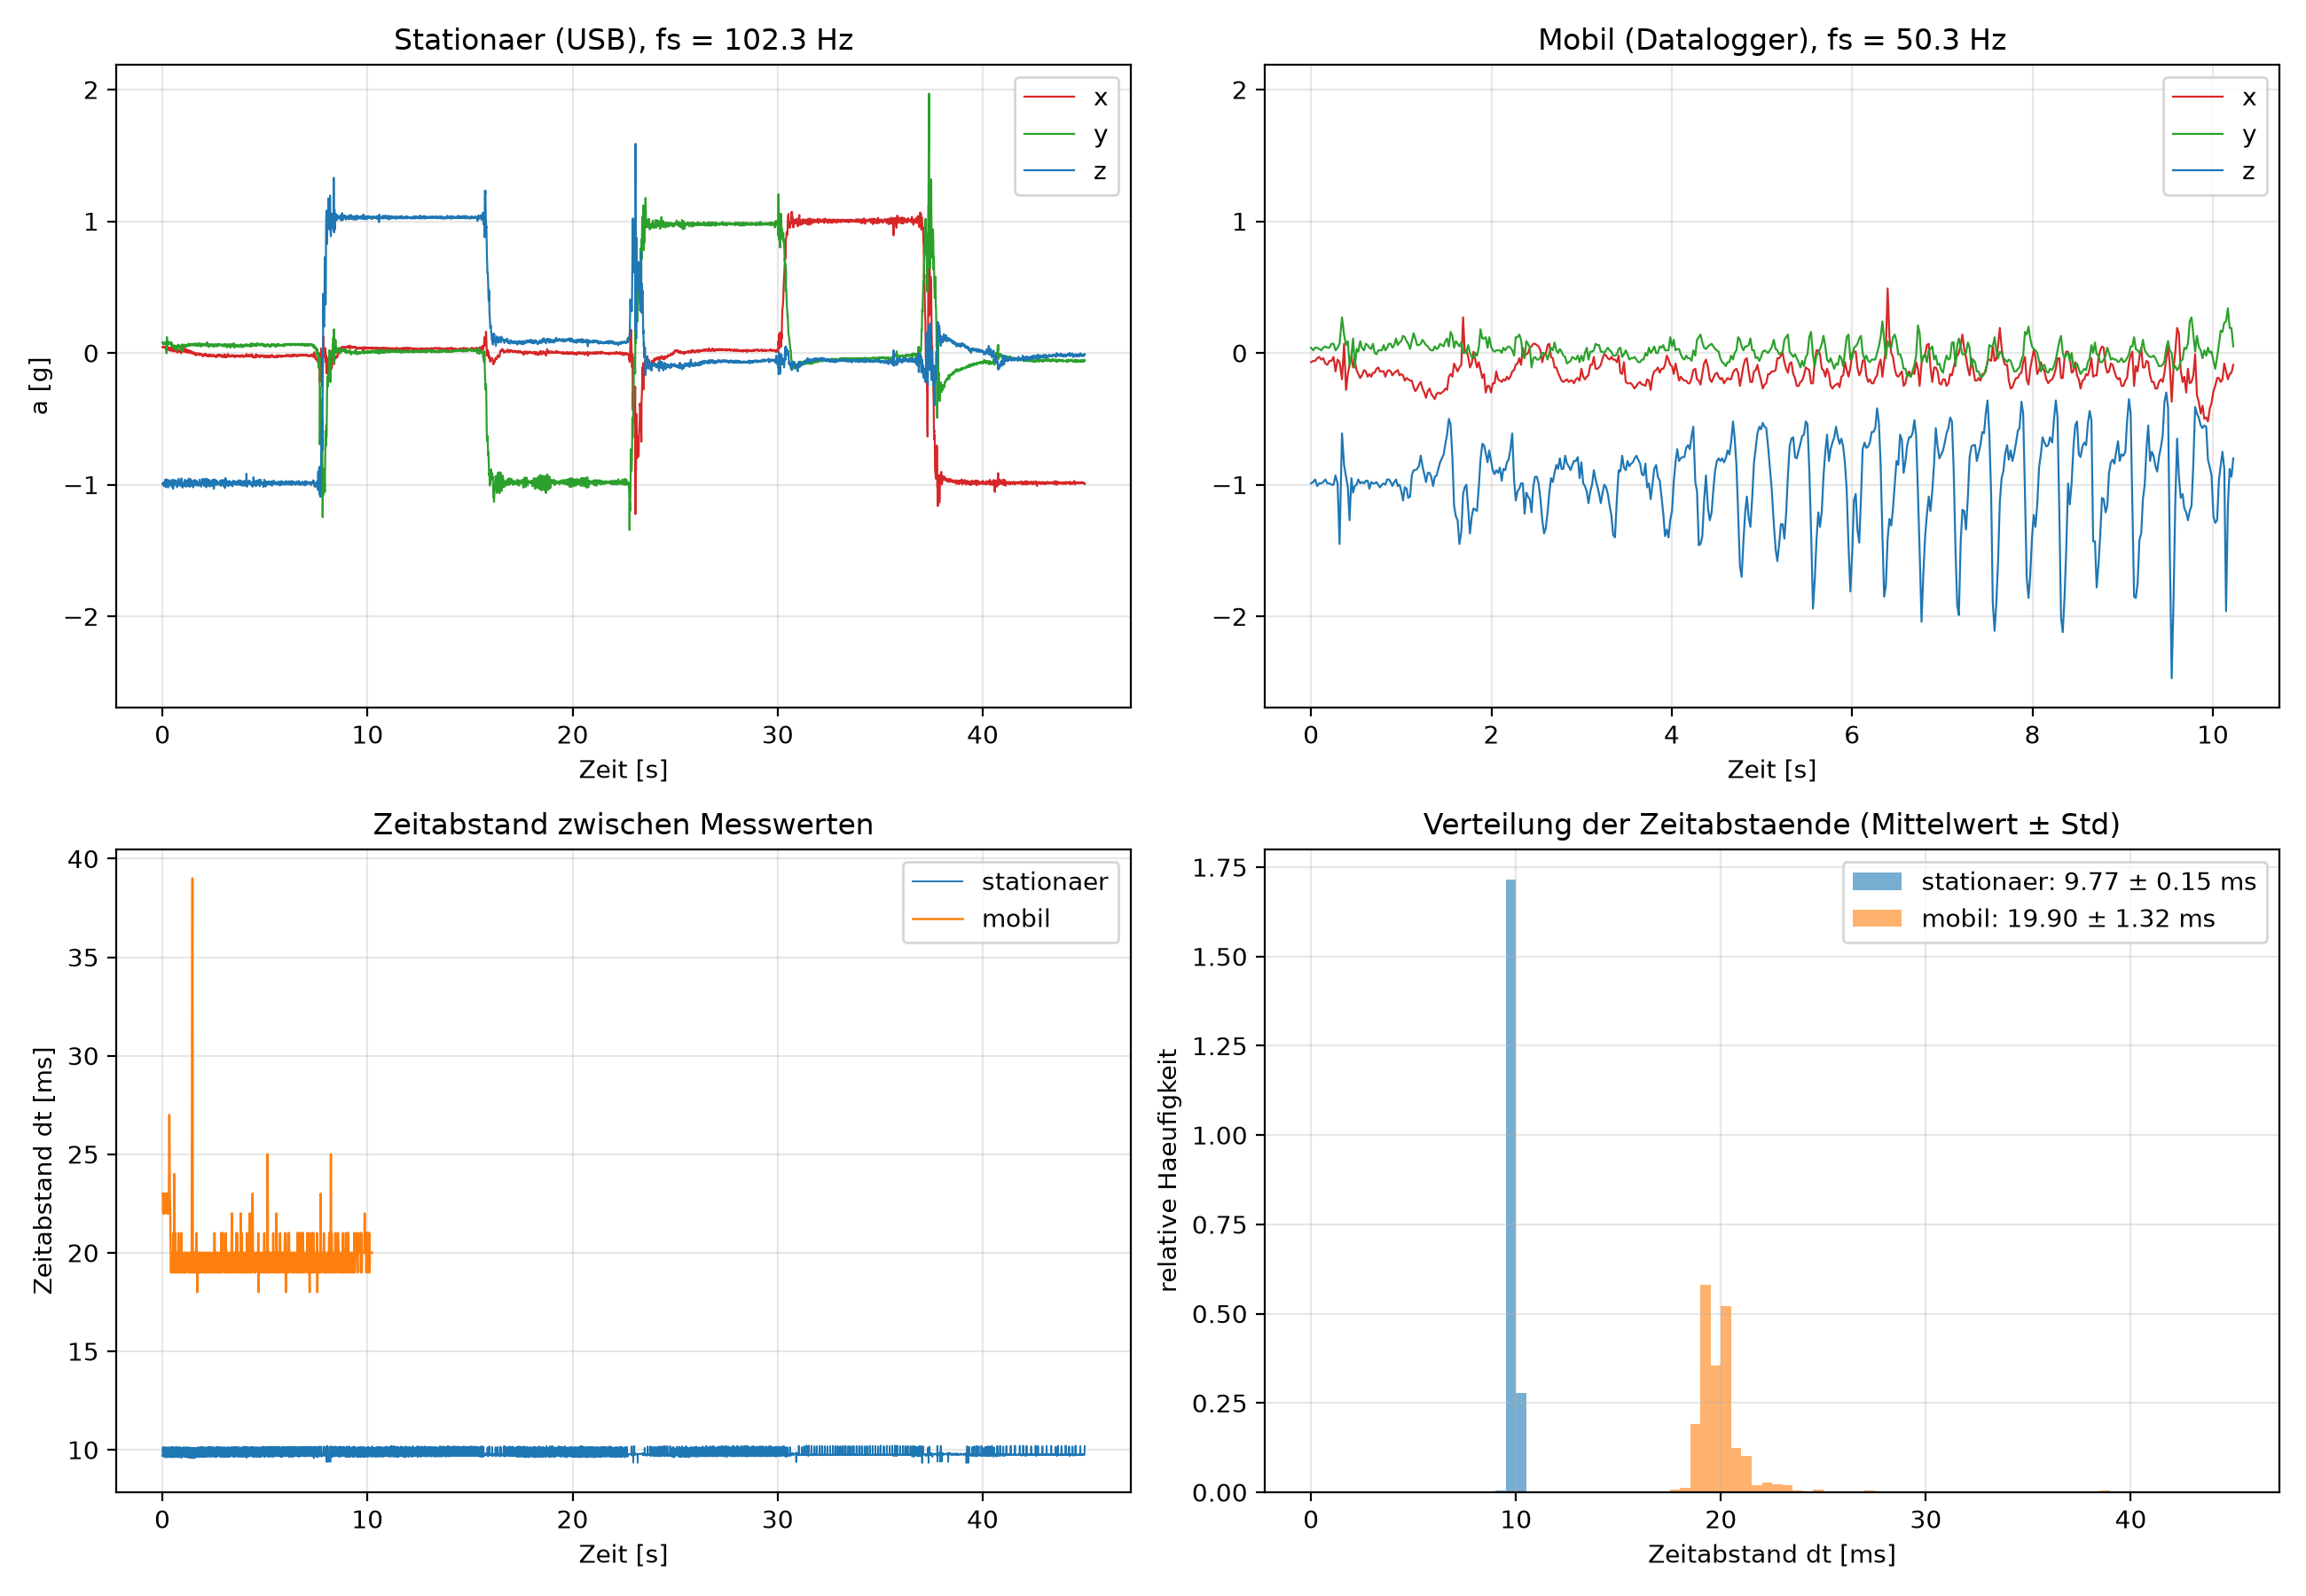 Stationaer (USB), fs = 102.3 Hz
2
1
0
−1
−2
a [g]
x
y
z
0
10
20
30
40
Zeit [s]
Mobil (Datalogger), fs = 50.3 Hz
2
1
0
−1
−2
x
y
z
0
2
4
6
8
10
Zeit [s]
Zeitabstand zwischen Messwerten
40
35
30
25
20
15
10
Zeitabstand dt [ms]
stationaer
mobil
0
10
20
30
40
Zeit [s]
Verteilung der Zeitabstaende (Mittelwert ± Std)
1.75
1.50
1.25
1.00
0.75
0.50
0.25
0.00
relative Haeufigkeit
stationaer: 9.77 ± 0.15 ms
mobil: 19.90 ± 1.32 ms
0
10
20
30
40
Zeitabstand dt [ms]